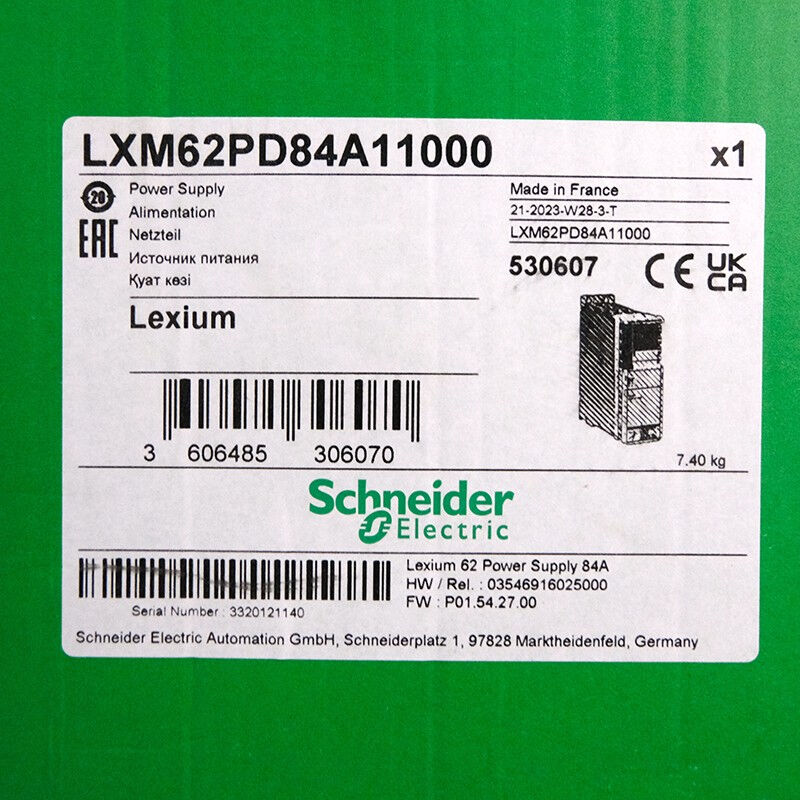 LXM62PD84A11000
x1
20
EAC
Power Supply
Alimentation
Netzteil
Источник питания
Қуат көзі
Made in France
21-2023-W28-3-T
LXM62PD84A11000
530607
CE
UK
CA
Lexium
3 606485 306070
7.40 kg
Schneider
Electric
Lexium 62 Power Supply 84A
HW / Rel. : 03546916025000
FW : P01.54.27.00
Serial Number : 3320121140
Schneider Electric Automation GmbH, Schneiderplatz 1, 97828 Marktheidenfeld, Germany